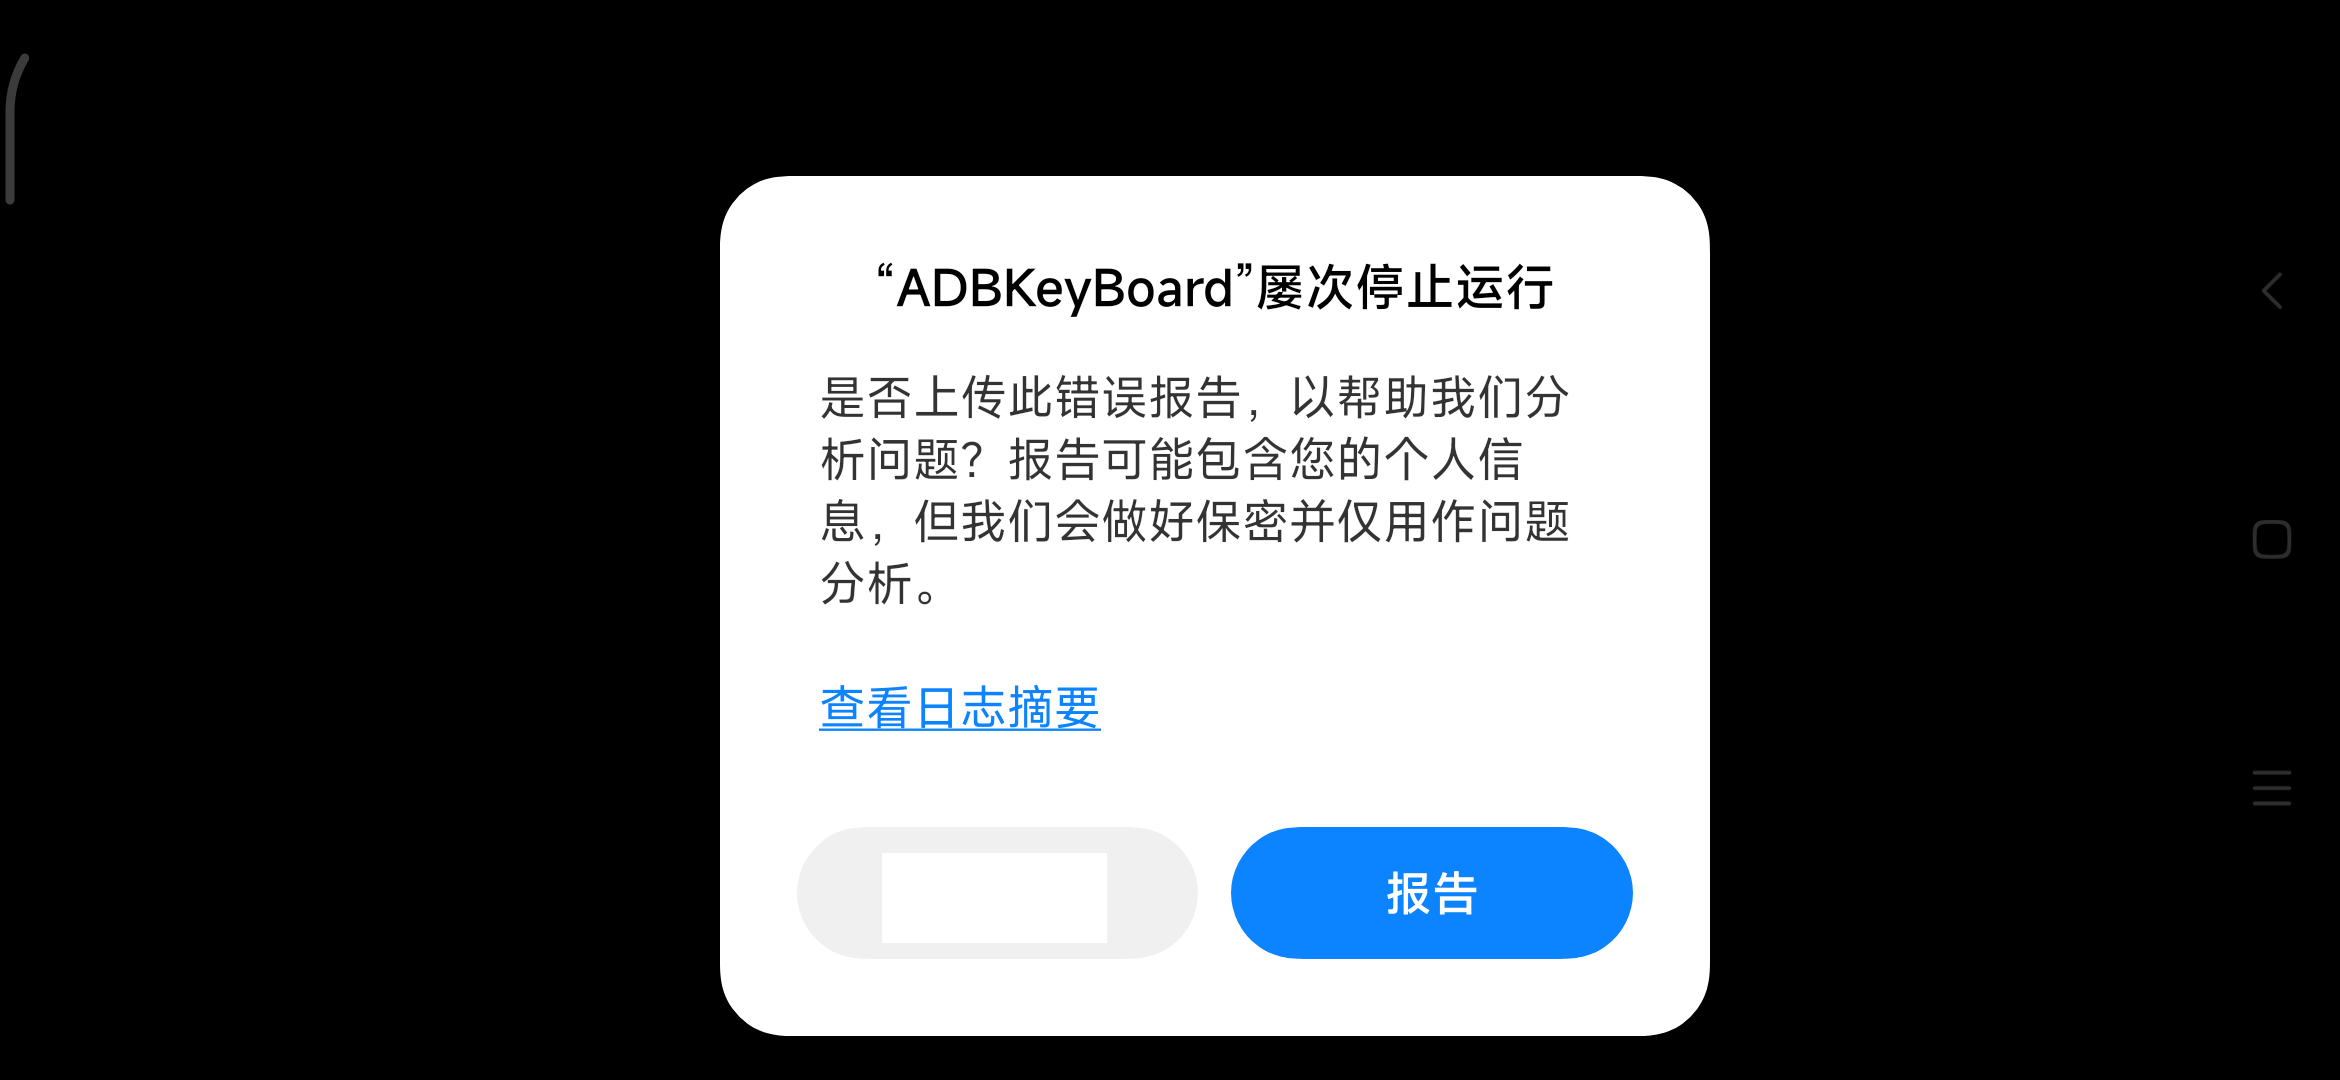 “ADBKeyBoard”屡次停止运行
是否上传此错误报告，以帮助我们分
析问题？报告可能包含您的个人信
息，但我们会做好保密并仅用作问题
分析。
查看日志摘要
报告